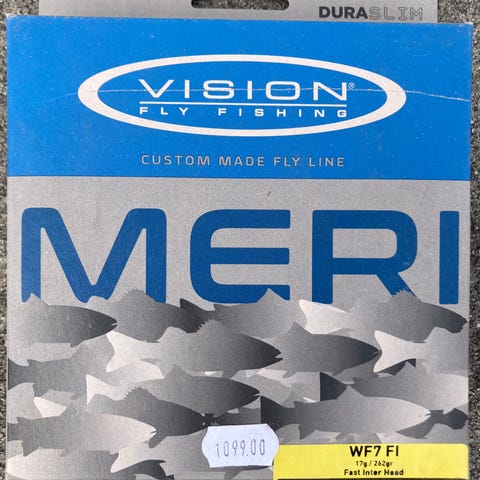 DURASLIM
VISION®
FLY FISHING
CUSTOM MADE FLY LINE
MERI
1099.00
WF7 FI
17g / 262gr
Fast Inter Head